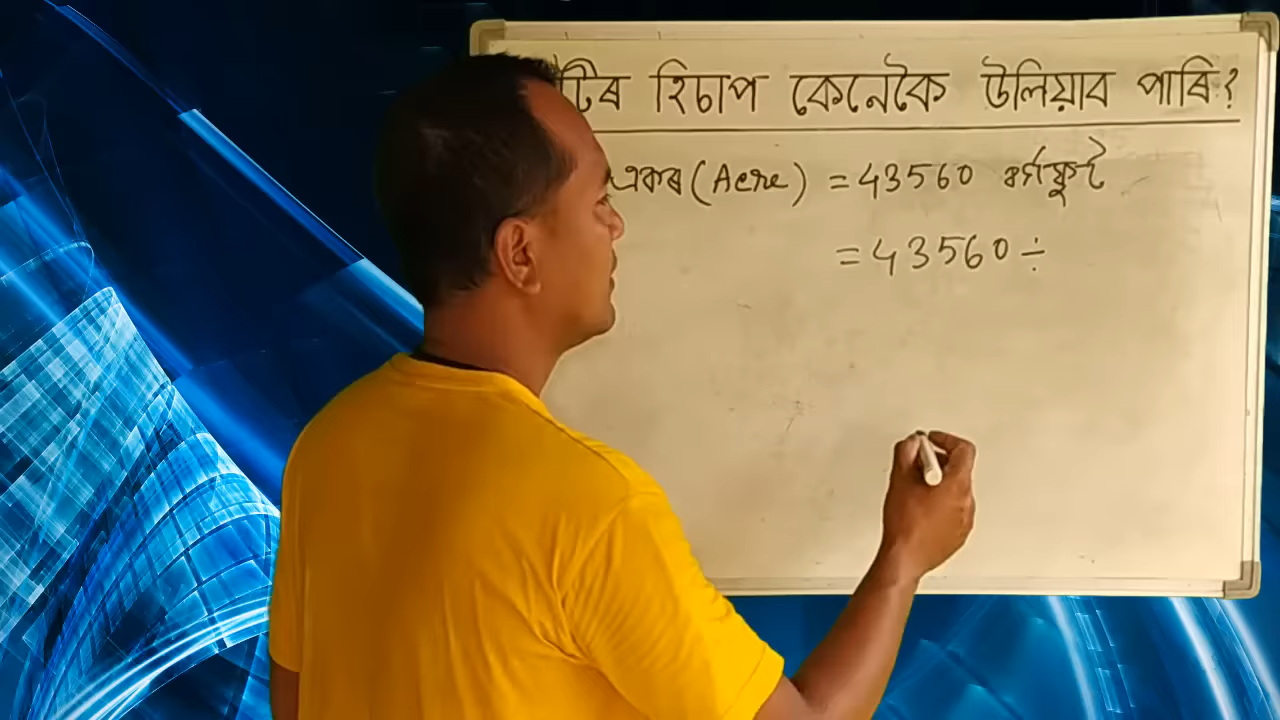 হিচাপ কেনেকৈ উলিয়াব পাৰি?
একৰ (Acre) = 43560 বৰ্গফুট
= 43560 ÷